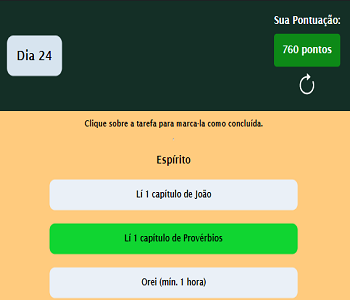 Sua Pontuação:
Dia 24
760 pontos
Clique sobre a tarefa para marca-la como concluída.
Espírito
Lí 1 capítulo de João
Lí 1 capítulo de Provérbios
Orei (mín. 1 hora)